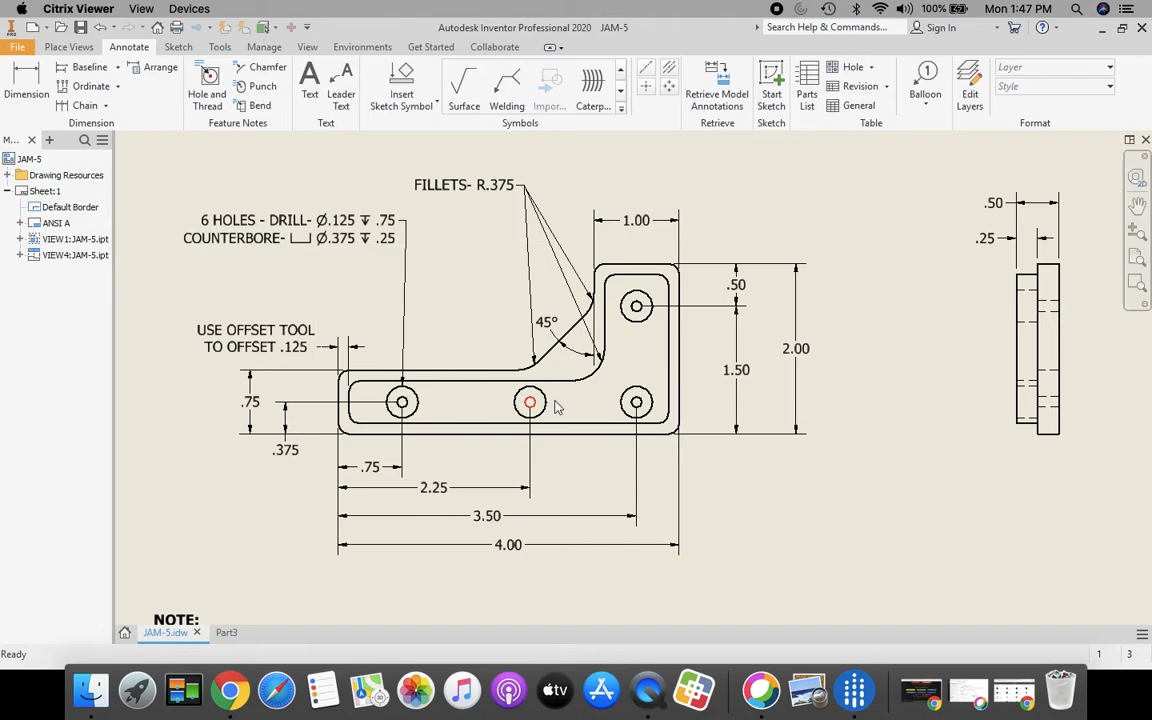 Citrix Viewer View Devices 100% Mon 1:47 PM
Autodesk Inventor Professional 2020 JAM-5 Search Help & Commands... Sign In
File Place Views Annotate Sketch Tools Manage View Environments Get Started Collaborate
Dimension
Baseline
Ordinate
Chain
Arrange
Dimension
Hole and
Thread
Chamfer
Punch
Bend
Feature Notes
A
A
Text
Leader
Text
Text
Insert
Sketch Symbol
Surface
Welding
Impor...
Caterp...
Symbols
Retrieve Model
Annotations
Retrieve
Start
Sketch
Sketch
Parts
List
Hole
Revision
General
Table
1
Balloon
Edit
Layers
Layer
Style
Format
M...
JAM-5
Drawing Resources
Sheet:1
Default Border
ANSI A
VIEW1:JAM-5.ipt
VIEW4:JAM-5.ipt
FILLETS- R.375
6 HOLES - DRILL- Ø.125 ↧ .75
COUNTERBORE- ⌴ Ø.375 ↧ .25
1.00
.50
.25
.50
45°
USE OFFSET TOOL
TO OFFSET .125
2.00
1.50
.75
.375
.75
2.25
3.50
4.00
NOTE:
JAM-5.idw Part3
Ready 1 3
tv